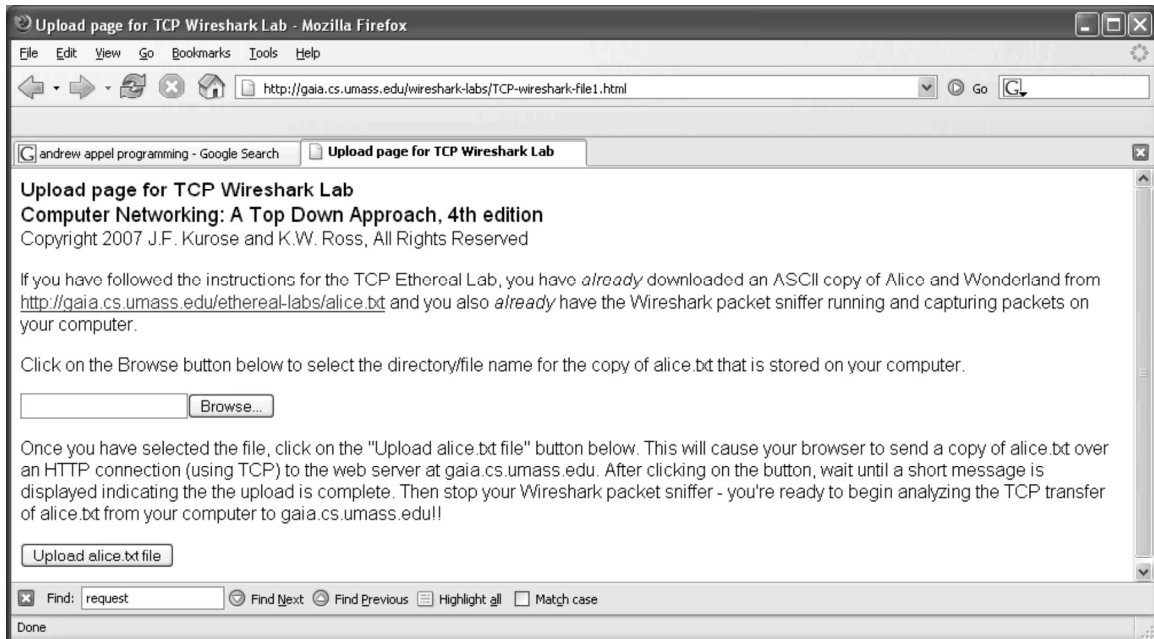 Upload page for TCP Wireshark Lab - Mozilla Firefox
File Edit View Go Bookmarks Tools Help
http://gaia.cs.umass.edu/wireshark-labs/TCP-wireshark-file1.html Go G
G andrew appel programming - Google Search Upload page for TCP Wireshark Lab
Upload page for TCP Wireshark Lab
Computer Networking: A Top Down Approach, 4th edition
Copyright 2007 J.F. Kurose and K.W. Ross, All Rights Reserved
If you have followed the instructions for the TCP Ethereal Lab, you have already downloaded an ASCII copy of Alice and Wonderland from
http://gaia.cs.umass.edu/ethereal-labs/alice.txt and you also already have the Wireshark packet sniffer running and capturing packets on
your computer.
Click on the Browse button below to select the directory/file name for the copy of alice.txt that is stored on your computer.
Browse...
Once you have selected the file, click on the "Upload alice.txt file" button below. This will cause your browser to send a copy of alice.txt over
an HTTP connection (using TCP) to the web server at gaia.cs.umass.edu. After clicking on the button, wait until a short message is
displayed indicating the the upload is complete. Then stop your Wireshark packet sniffer - you're ready to begin analyzing the TCP transfer
of alice.txt from your computer to gaia.cs.umass.edu!!
Upload alice.txt file
Find: request Find Next Find Previous Highlight all Match case
Done